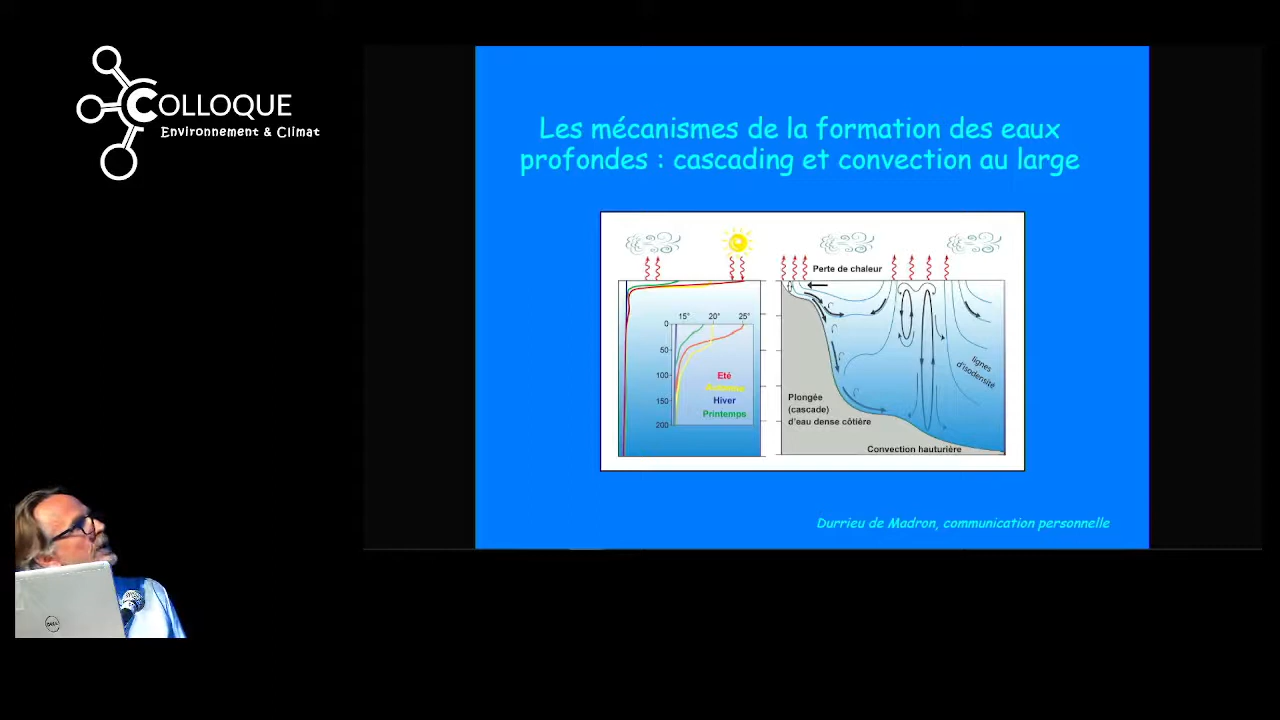 COLLOQUE
Environnement & Climat
Les mécanismes de la formation des eaux
profondes : cascading et convection au large
Perte de chaleur
15° 20° 25°
0
50
100
150
200
Eté
Automne
Hiver
Printemps
lignes
d'isodensité
Plongée
(cascade)
d'eau dense côtière
Convection hauturière
Durrieu de Madron, communication personnelle
DELL